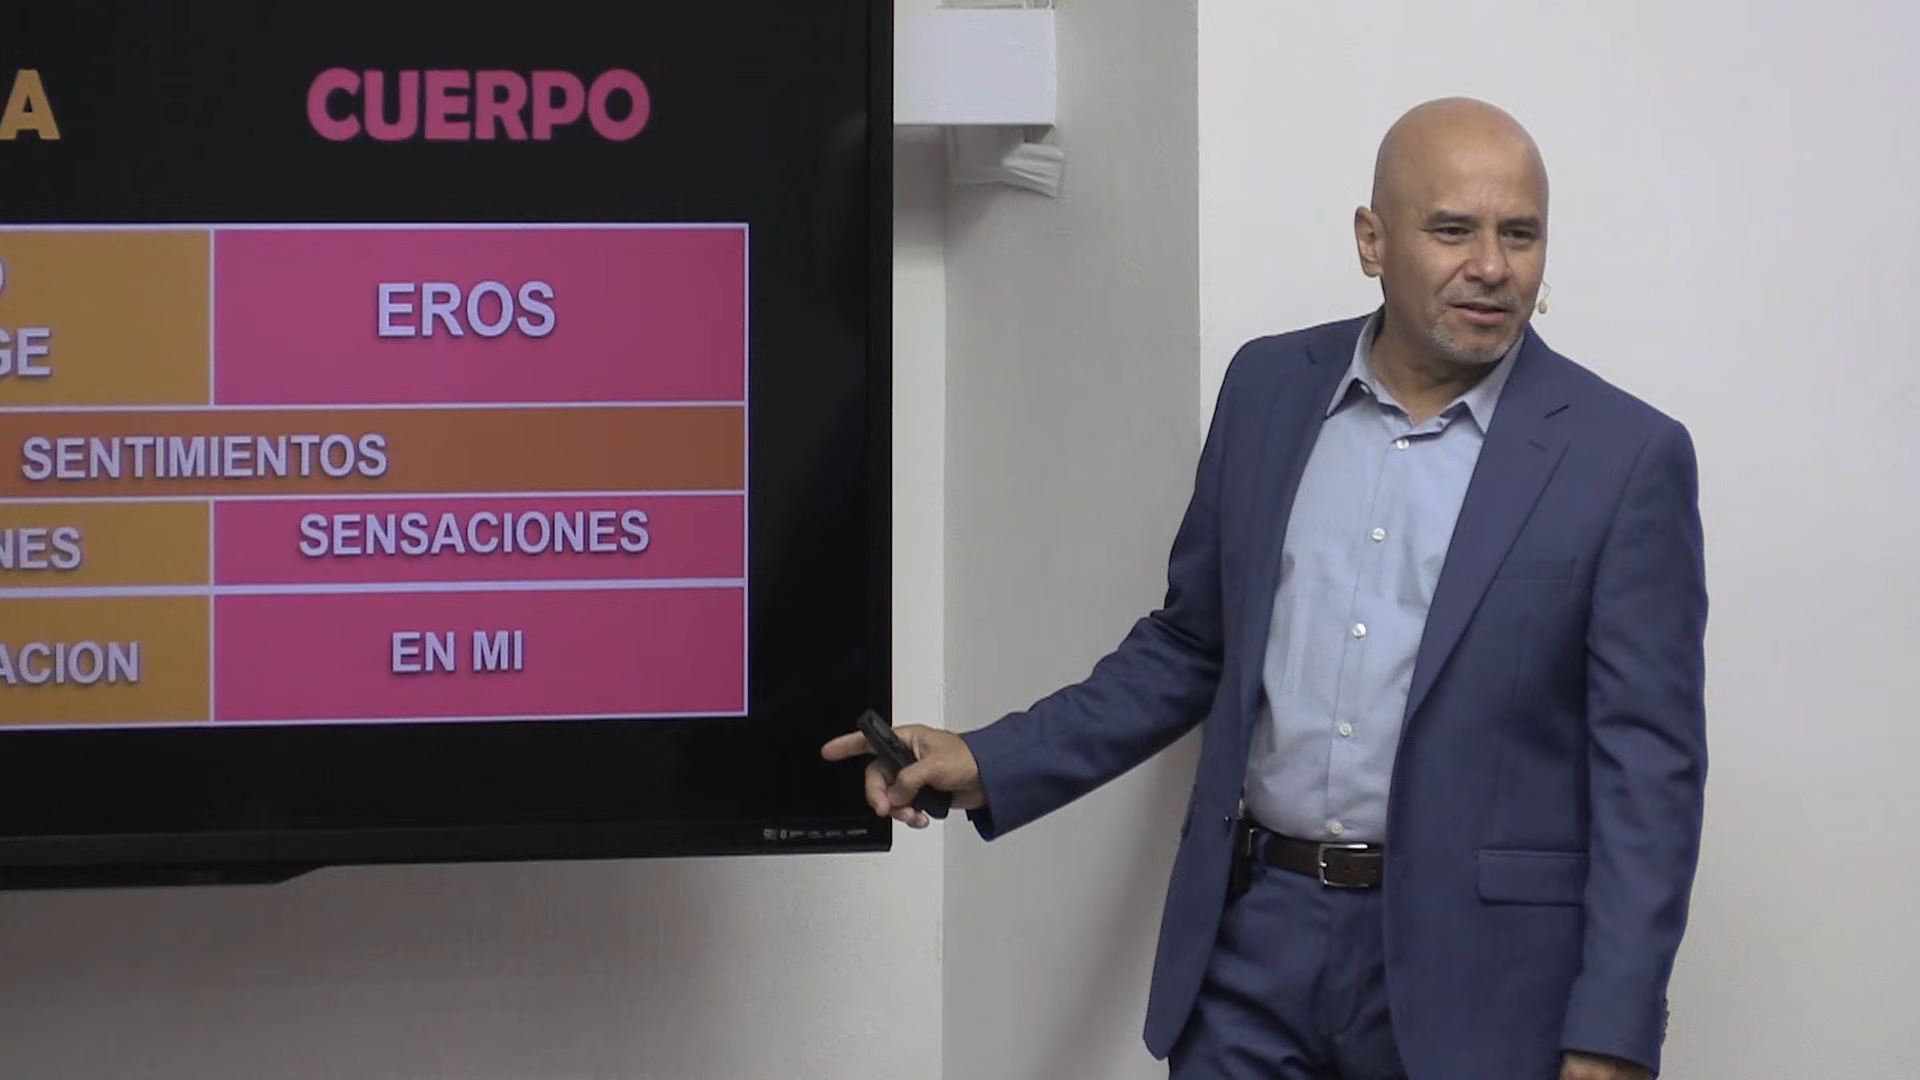 A CUERPO
GE
EROS
SENTIMIENTOS
NES SENSACIONES
ACION EN MI